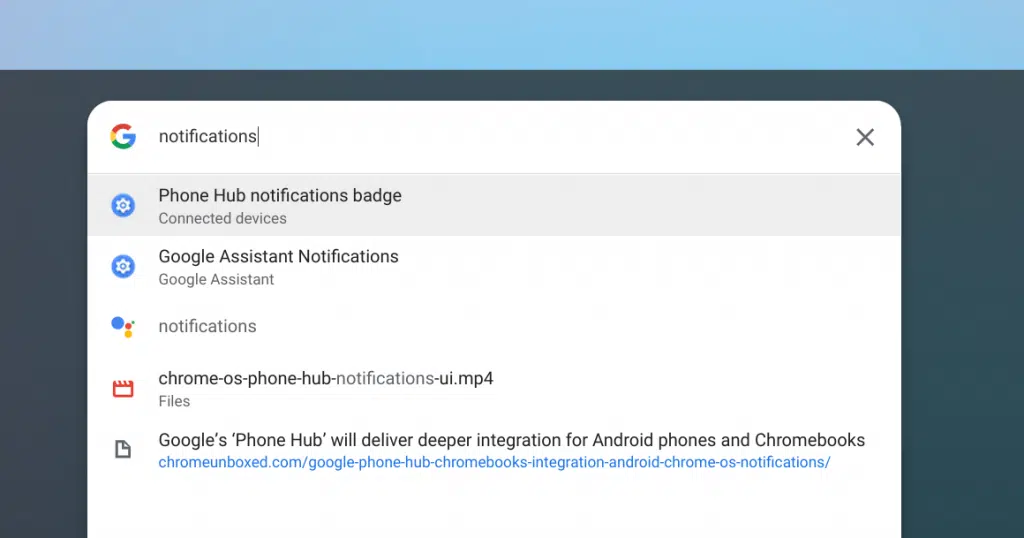 notifications
Phone Hub notifications badge
Connected devices
Google Assistant Notifications
Google Assistant
notifications
chrome-os-phone-hub-notifications-ui.mp4
Files
Google‘s ‘Phone Hub’ will deliver deeper integration for Android phones and Chromebooks
chromeunboxed.com/google-phone-hub-chromebooks-integration-android-chrome-os-notifications/